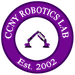 CCNY ROBOTICS LAB
Est. 2002